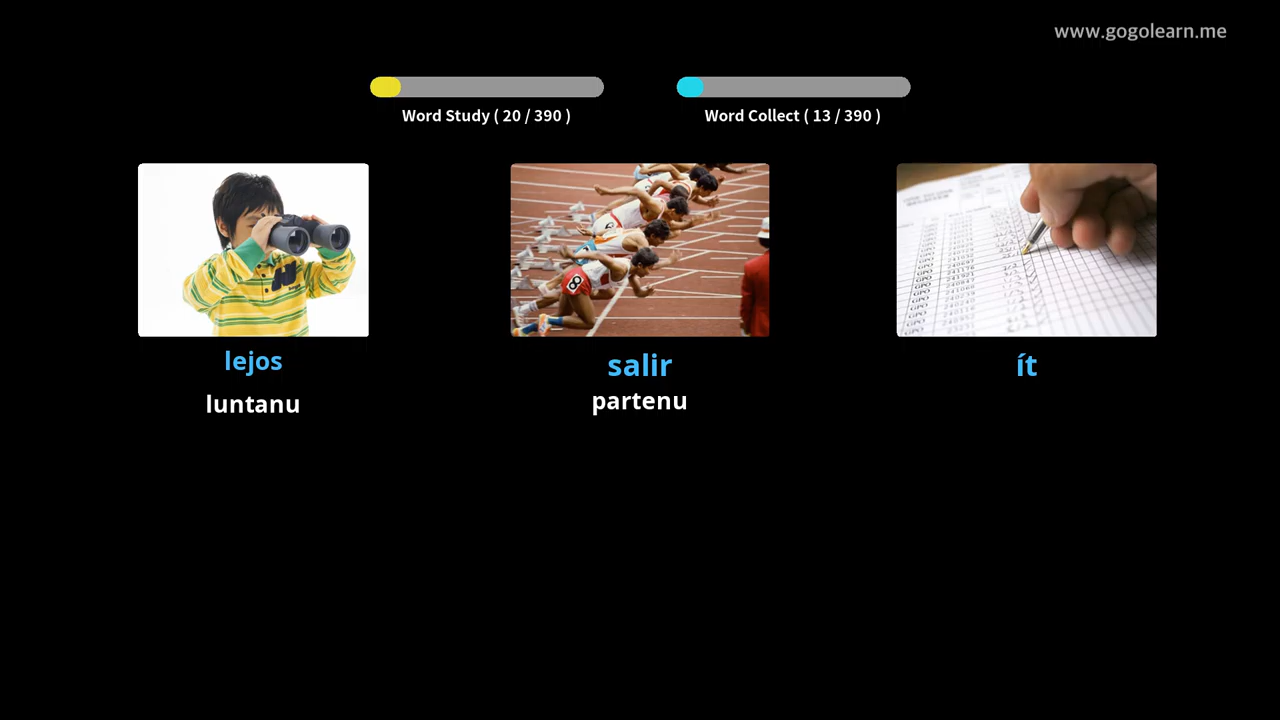 www.gogolearn.me
Word Study ( 20 / 390 )
Word Collect ( 13 / 390 )
lejos
salir
ít
luntanu
partenu